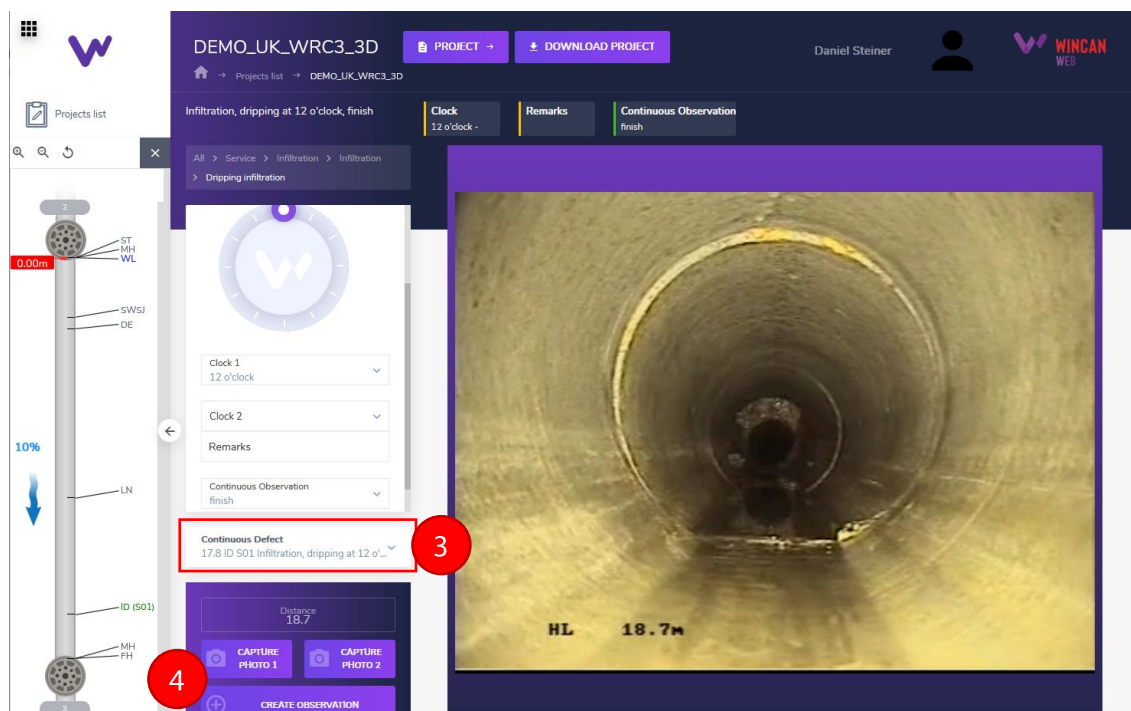 DEMO_UK_WRC3_3D
PROJECT →
DOWNLOAD PROJECT
Daniel Steiner
WINCAN
WEB
→ Projects list → DEMO_UK_WRC3_3D
Projects list
Infiltration, dripping at 12 o'clock, finish
Clock
12 o'clock -
Remarks
Continuous Observation
finish
All > Service > Infiltration > Infiltration
> Dripping infiltration
2
ST
MH
WL
0.00m
SWSJ
DE
10%
LN
ID (S01)
MH
FH
3
Clock 1
12 o'clock
Clock 2
Remarks
Continuous Observation
finish
Continuous Defect
17.8 ID S01 Infiltration, dripping at 12 o'...
3
Distance
18.7
CAPTURE
PHOTO 1
CAPTURE
PHOTO 2
4
CREATE OBSERVATION
HL 18.7M